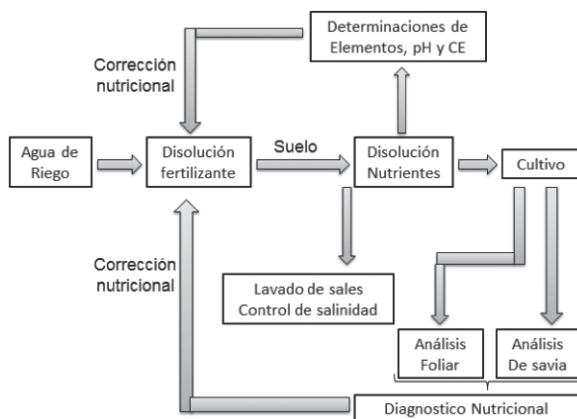 Determinaciones de
Elementos, pH y CE
Corrección
nutricional
Agua de
Riego
Disolución
fertilizante
Suelo
Disolución
Nutrientes
Cultivo
Corrección
nutricional
Lavado de sales
Control de salinidad
Análisis
Foliar
Análisis
De savia
Diagnostico Nutricional